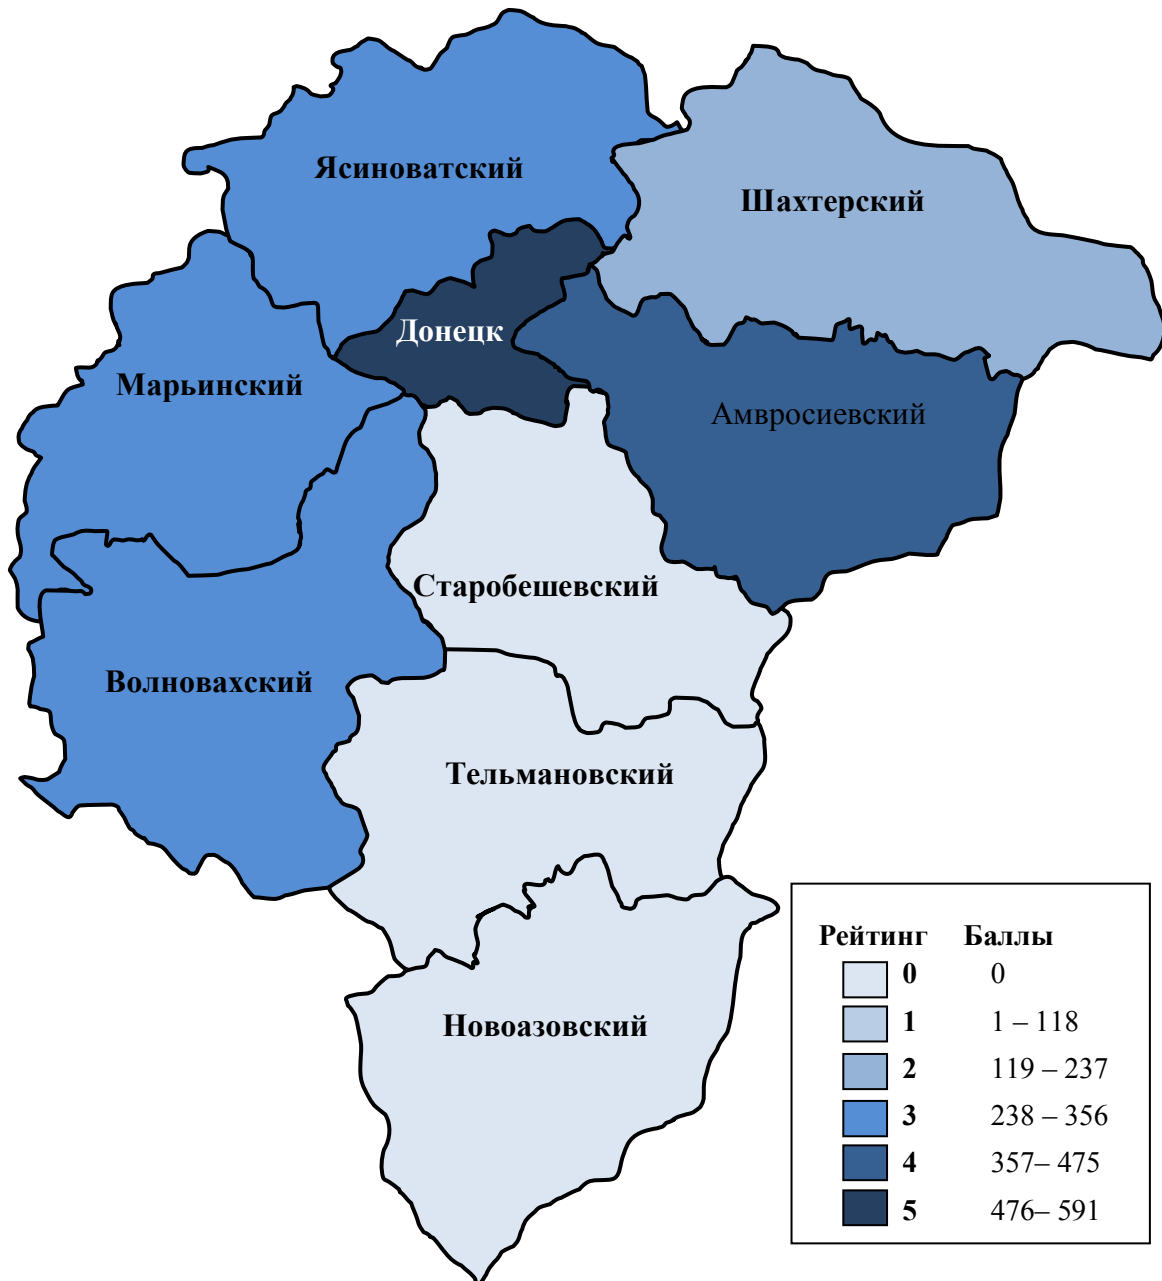 Ясиноватский
Шахтерский
Донецк
Марьинский
Амвросиевский
Старобешевский
Волновахский
Тельмановский
Новоазовский
Рейтинг Баллы
0 0
1 1 – 118
2 119 – 237
3 238 – 356
4 357– 475
5 476– 591